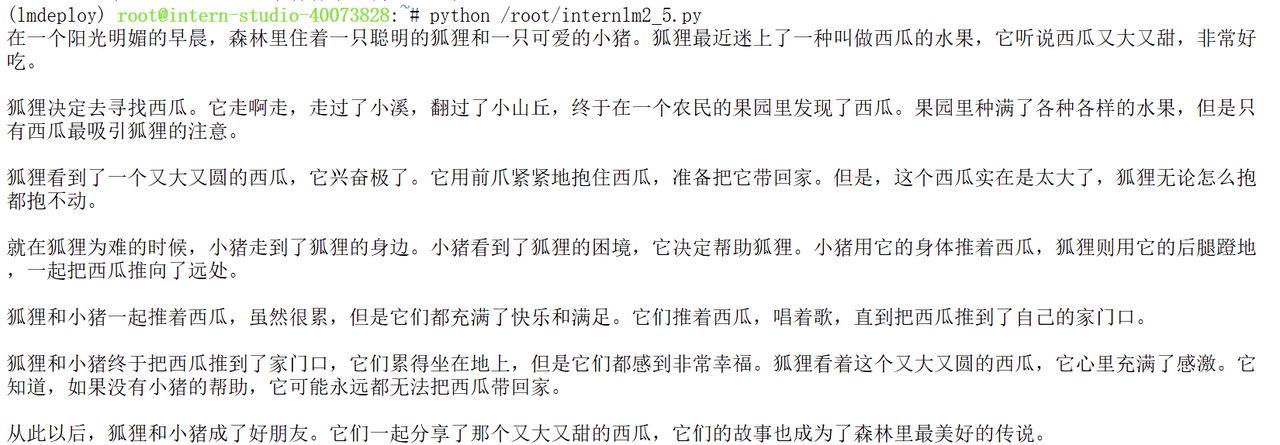 (lmdeploy) root@intern-studio-40073828:~# python /root/internlm2_5.py
在一个阳光明媚的早晨，森林里住着一只聪明的狐狸和一只可爱的小猪。狐狸最近迷上了一种叫做西瓜的水果，它听说西瓜又大又甜，非常好
吃。
狐狸决定去寻找西瓜。它走啊走，走过了小溪，翻过了小山丘，终于在一个农民的果园里发现了西瓜。果园里种满了各种各样的水果，但是只
有西瓜最吸引狐狸的注意。
狐狸看到了一个又大又圆的西瓜，它兴奋极了。它用前爪紧紧地抱住西瓜，准备把它带回家。但是，这个西瓜实在是太大了，狐狸无论怎么抱
都抱不动。
就在狐狸为难的时候，小猪走到了狐狸的身边。小猪看到了狐狸的困境，它决定帮助狐狸。小猪用它的身体推着西瓜，狐狸则用它的后腿蹬地
，一起把西瓜推向了远处。
狐狸和小猪一起推着西瓜，虽然很累，但是它们都充满了快乐和满足。它们推着西瓜，唱着歌，直到把西瓜推到了自己的家门口。
狐狸和小猪终于把西瓜推到了家门口，它们累得坐在地上，但是它们都感到非常幸福。狐狸看着这个又大又圆的西瓜，它心里充满了感激。它
知道，如果没有小猪的帮助，它可能永远都无法把西瓜带回家。
从此以后，狐狸和小猪成了好朋友。它们一起分享了那个又大又甜的西瓜，它们的故事也成为了森林里最美好的传说。